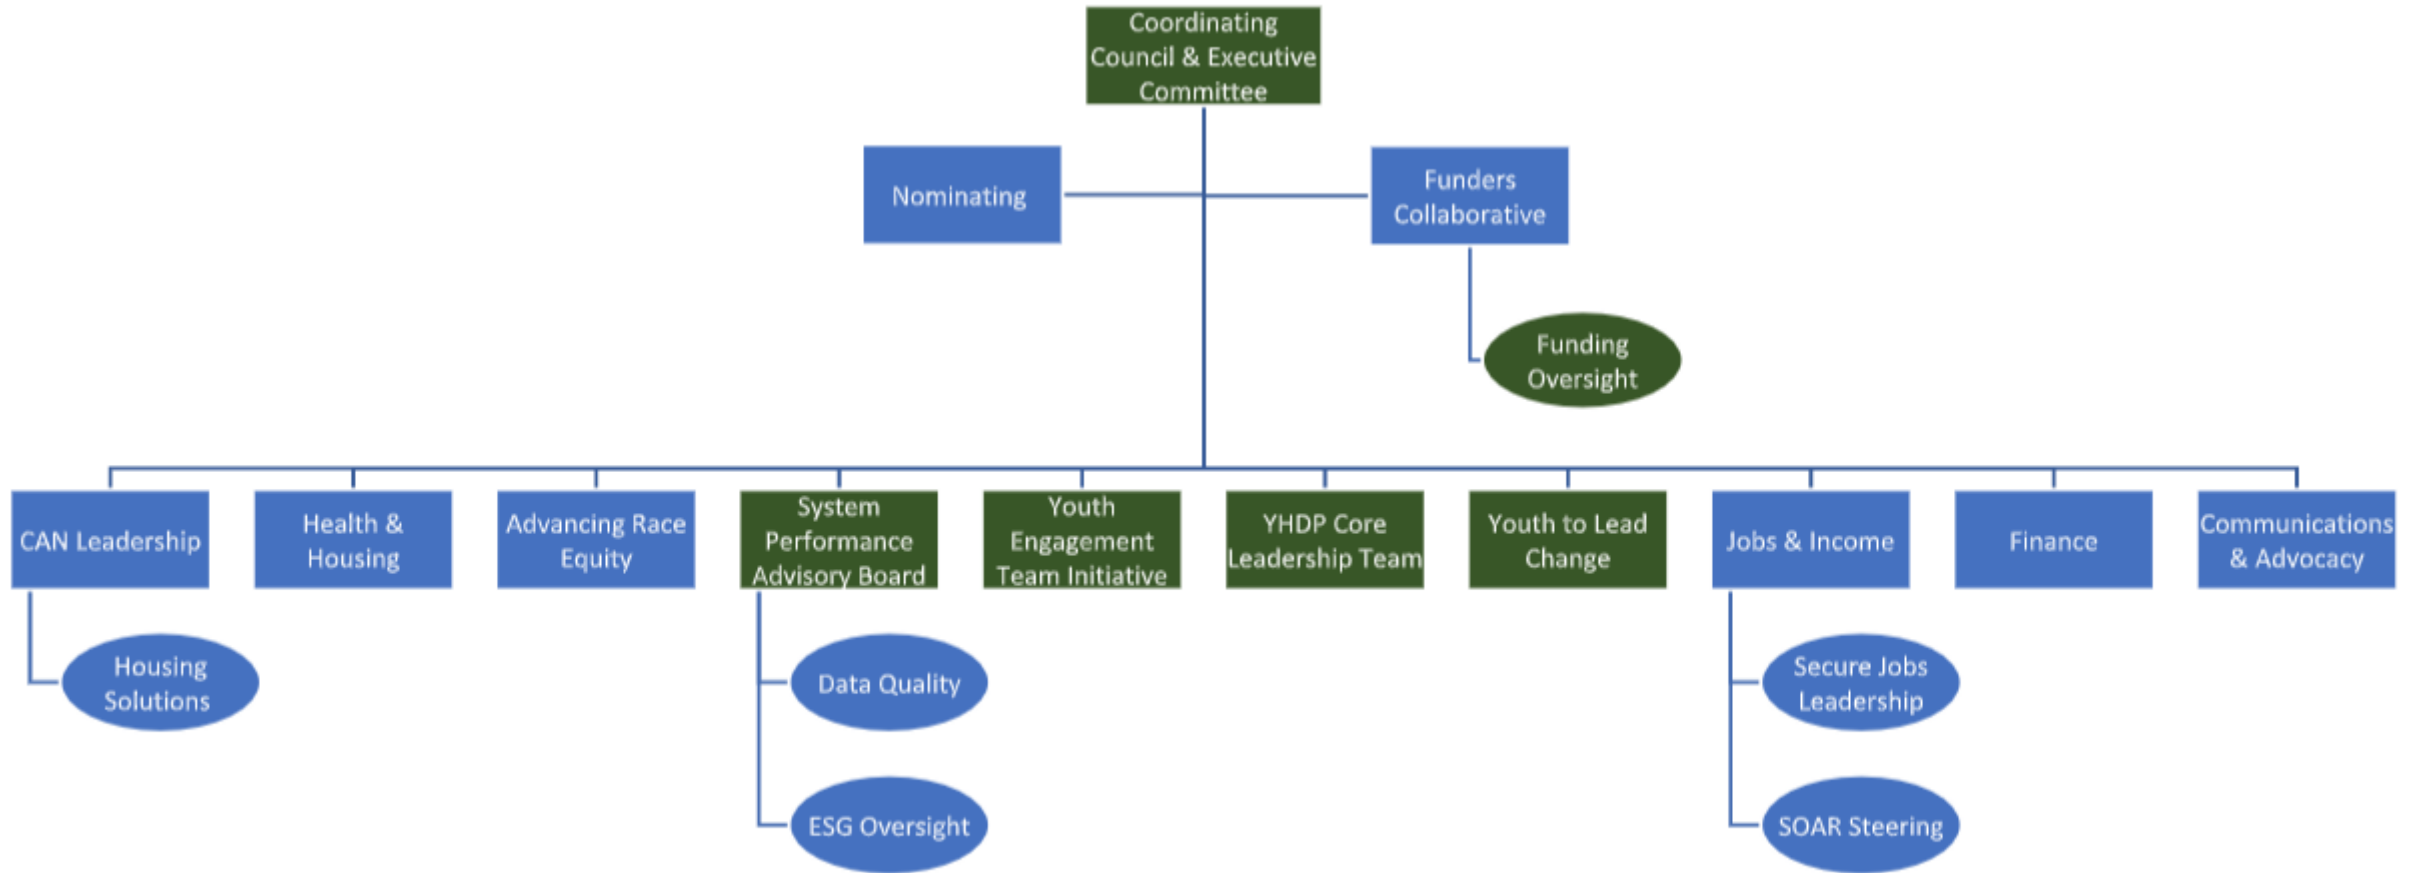 Coordinating
Council & Executive
Committee
Nominating
Funders
Collaborative
Funding
Oversight
CAN Leadership
Health &
Housing
Advancing Race
Equity
System
Performance
Advisory Board
Youth
Engagement
Team Initiative
YHDP Core
Leadership Team
Youth to Lead
Change
Jobs & Income
Finance
Communications
& Advocacy
Housing
Solutions
Data Quality
ESG Oversight
Secure Jobs
Leadership
SOAR Steering